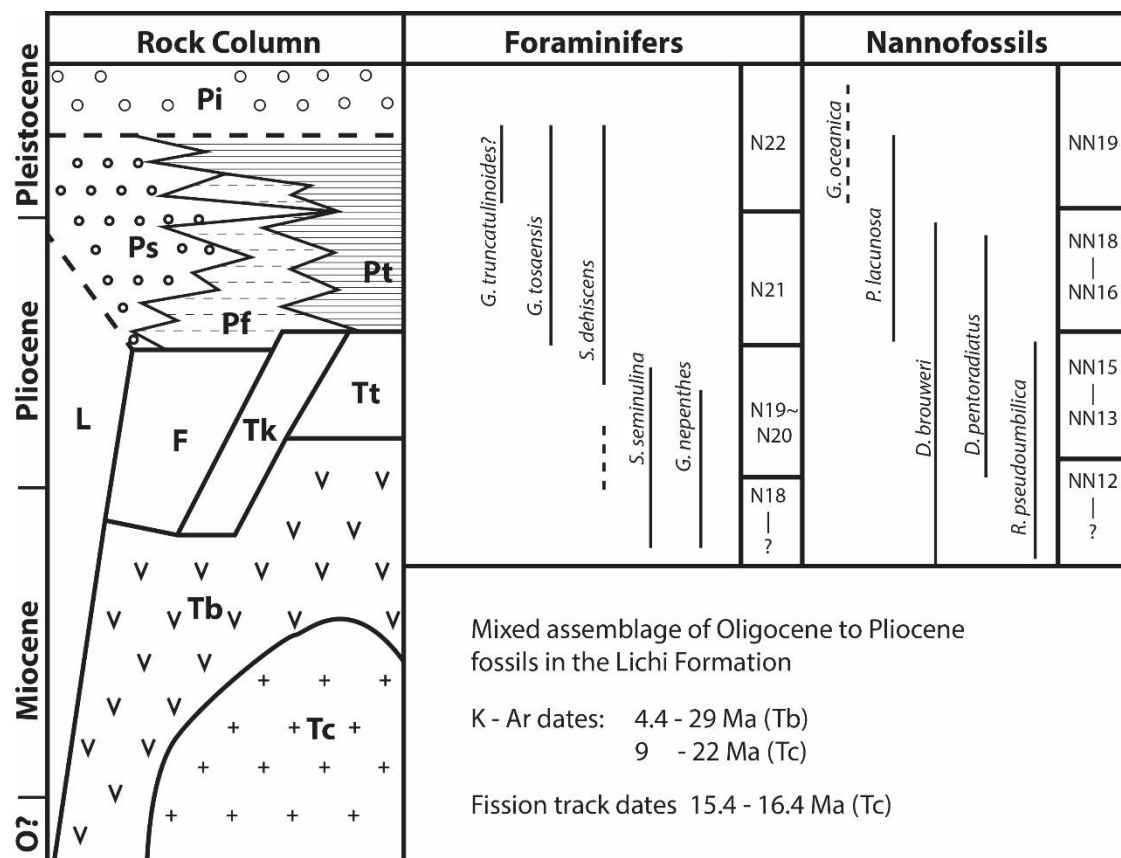 Rock Column
Foraminifers
Nannofossils
Pleistocene
Pliocene
Miocene
O?
Pi
Ps
Pt
Pf
L
F
Tk
Tt
Tb
Tc
G. truncatulinoides?
G. tosaensis
S. dehiscens
S. seminulina
G. nepenthes
N22
N21
N19~
N20
N18
|
?
G. oceanica
P. lacunosa
D. brouweri
D. pentoradiatus
R. pseudoumbilica
NN19
NN18
|
NN16
NN15
|
NN13
NN12
|
?
Mixed assemblage of Oligocene to Pliocene
fossils in the Lichi Formation
K - Ar dates: 4.4 - 29 Ma (Tb)
9 - 22 Ma (Tc)
Fission track dates 15.4 - 16.4 Ma (Tc)